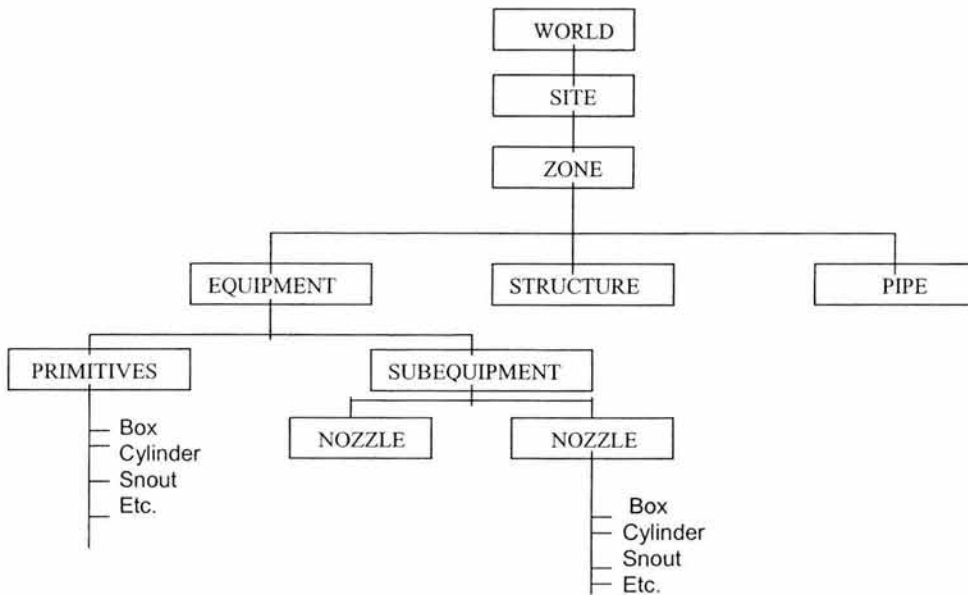 WORLD
SITE
ZONE
EQUIPMENT
STRUCTURE
PIPE
PRIMITIVES
SUBEQUIPMENT
Box
Cylinder
Snout
Etc.
NOZZLE
NOZZLE
Box
Cylinder
Snout
Etc.